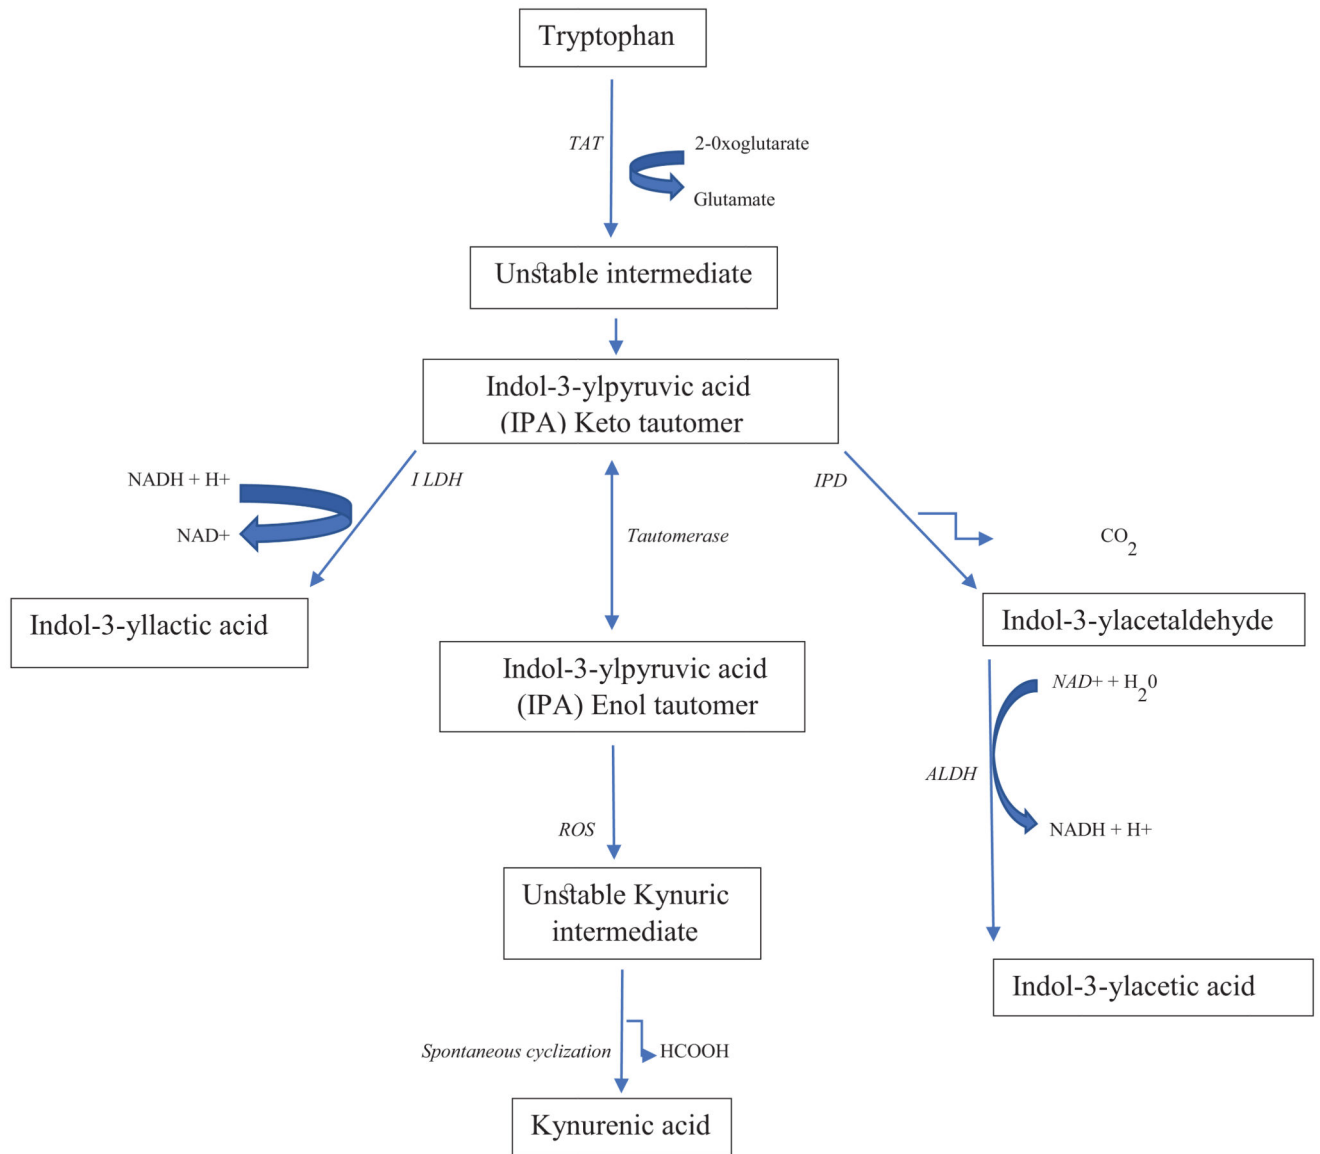 Tryptophan
TAT
2-0xoglutarate
Glutamate
Unstable intermediate
Indol-3-ylpyruvic acid
(IPA) Keto tautomer
NADH + H+
I LDH
IPD
NAD+
Tautomerase
CO2
Indol-3-yllactic acid
Indol-3-ylacetaldehyde
Indol-3-ylpyruvic acid
(IPA) Enol tautomer
NAD+ + H20
ALDH
ROS
NADH + H+
Unstable Kynuric
intermediate
Indol-3-ylacetic acid
Spontaneous cyclization
HCOOH
Kynurenic acid